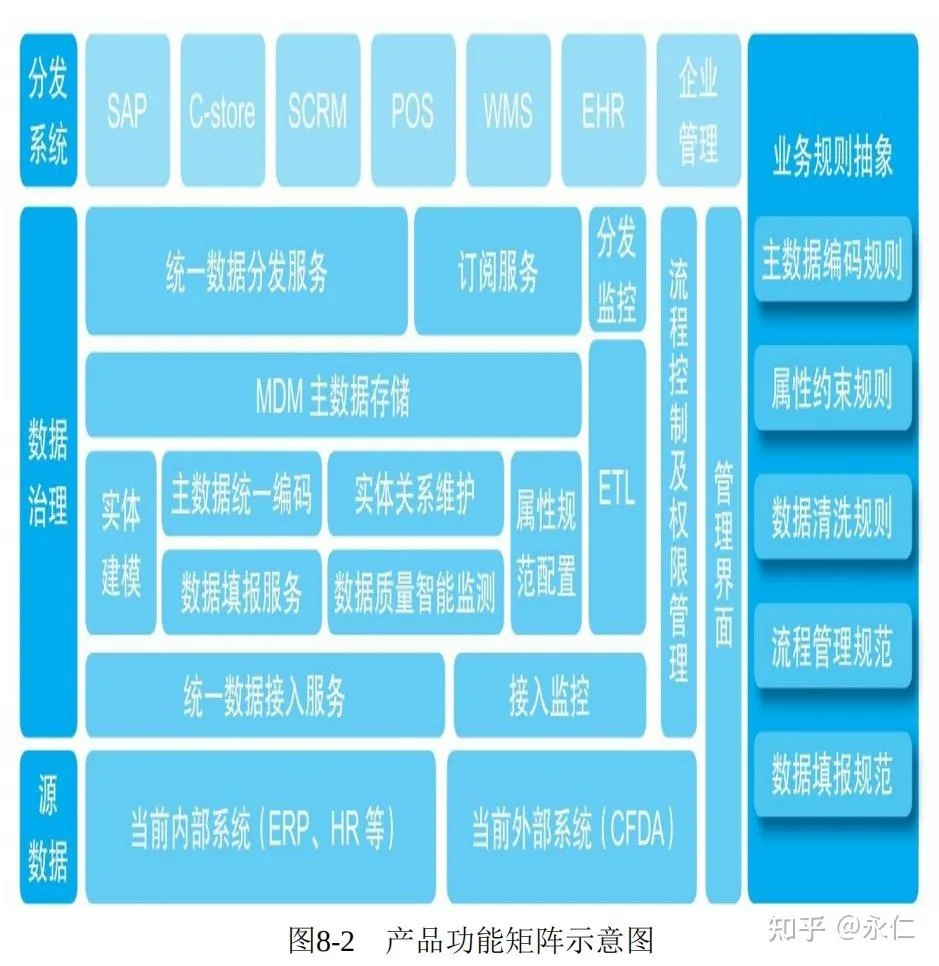 分发
系统
SAP
C-store
SCRM
POS
WMS
EHR
企业
管理
数据
治理
统一数据分发服务
订阅服务
分发
监控
MDM 主数据存储
实体
建模
主数据统一编码
实体关系维护
属性规
范配置
数据填报服务
数据质量智能监测
ETL
统一数据接入服务
接入监控
流程控制及权限管理
管理界面
源
数据
当前内部系统（ERP、HR 等）
当前外部系统（CFDA）
业务规则抽象
主数据编码规则
属性约束规则
数据清洗规则
流程管理规范
数据填报规范
图8-2 产品功能矩阵示意图
知乎 @永仁